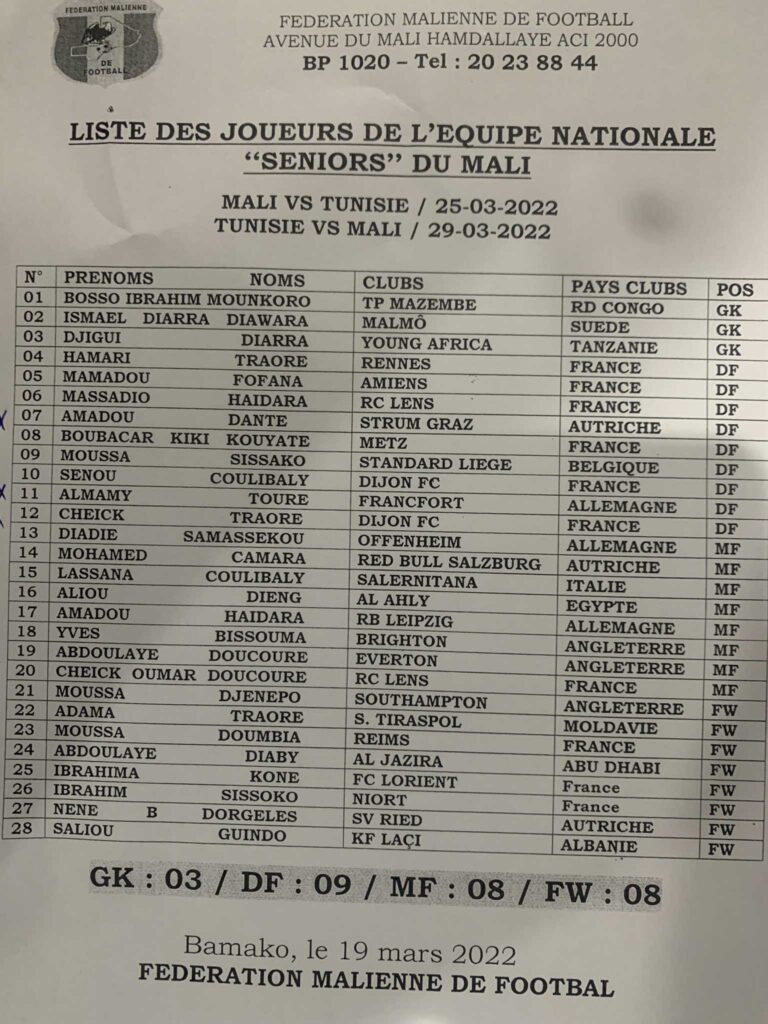 FEDERATION MALIENNE
DE
FOOTBALL
FEDERATION MALIENNE DE FOOTBALL
AVENUE DU MALI HAMDALLAYE ACI 2000
BP 1020 – Tel : 20 23 88 44
LISTE DES JOUEURS DE L'EQUIPE NATIONALE
"SENIORS" DU MALI
MALI VS TUNISIE / 25-03-2022
TUNISIE VS MALI / 29-03-2022
N° PRENOMS NOMS CLUBS PAYS CLUBS POS
01 BOSSO IBRAHIM MOUNKORO TP MAZEMBE RD CONGO GK
02 ISMAEL DIARRA DIAWARA MALMÔ SUEDE GK
03 DJIGUI DIARRA YOUNG AFRICA TANZANIE GK
04 HAMARI TRAORE RENNES FRANCE DF
05 MAMADOU FOFANA AMIENS FRANCE DF
06 MASSADIO HAIDARA RC LENS FRANCE DF
07 AMADOU DANTE STRUM GRAZ AUTRICHE DF
08 BOUBACAR KIKI KOUYATE METZ FRANCE DF
09 MOUSSA SISSAKO STANDARD LIEGE BELGIQUE DF
10 SENOU COULIBALY DIJON FC FRANCE DF
11 ALMAMY TOURE FRANCFORT ALLEMAGNE DF
12 CHEICK TRAORE DIJON FC FRANCE DF
13 DIADIE SAMASSEKOU OFFENHEIM ALLEMAGNE MF
14 MOHAMED CAMARA RED BULL SALZBURG AUTRICHE MF
15 LASSANA COULIBALY SALERNITANA ITALIE MF
16 ALIOU DIENG AL AHLY EGYPTE MF
17 AMADOU HAIDARA RB LEIPZIG ALLEMAGNE MF
18 YVES BISSOUMA BRIGHTON ANGLETERRE MF
19 ABDOULAYE DOUCOURE EVERTON ANGLETERRE MF
20 CHEICK OUMAR DOUCOURE RC LENS FRANCE MF
21 MOUSSA DJENEPO SOUTHAMPTON ANGLETERRE FW
22 ADAMA TRAORE S. TIRASPOL MOLDAVIE FW
23 MOUSSA DOUMBIA REIMS FRANCE FW
24 ABDOULAYE DIABY AL JAZIRA ABU DHABI FW
25 IBRAHIMA KONE FC LORIENT France FW
26 IBRAHIM SISSOKO NIORT France FW
27 NENE B DORGELES SV RIED AUTRICHE FW
28 SALIOU GUINDO KF LAÇI ALBANIE FW
GK : 03 / DF : 09 / MF : 08 / FW : 08
Bamako, le 19 mars 2022
FEDERATION MALIENNE DE FOOTBAL